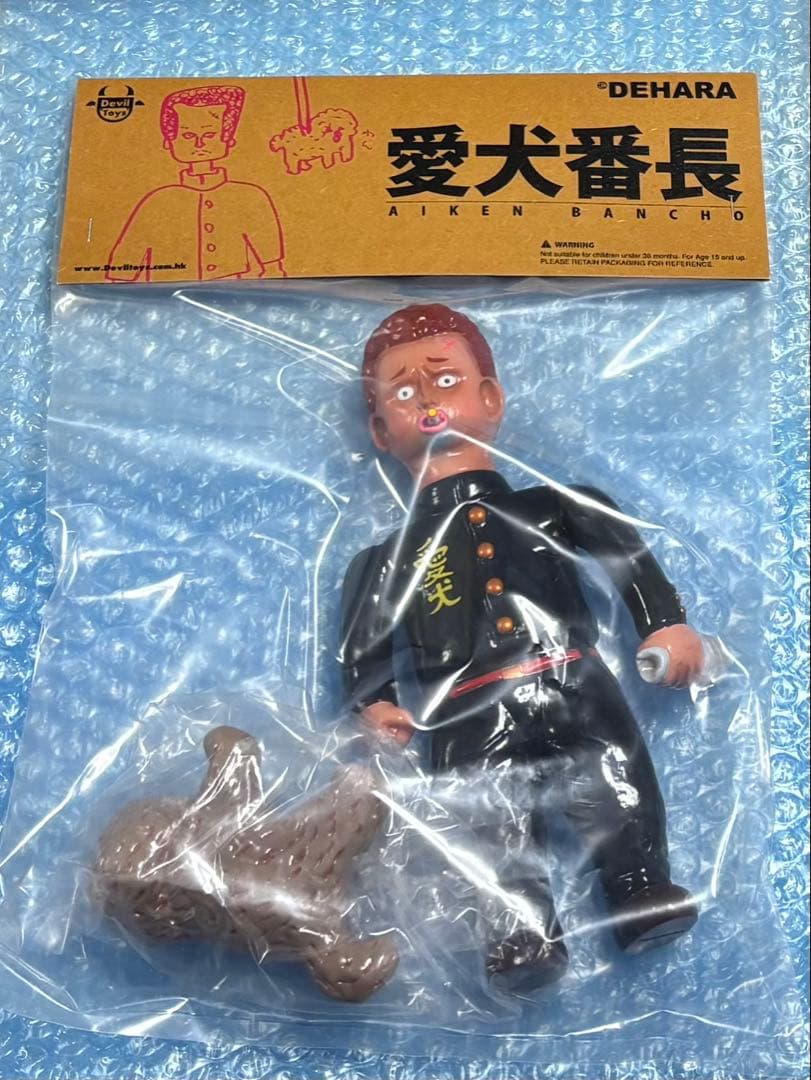 Devil
Toys
©DEHARA
愛犬番長
AIKEN BANCHO
WARNING
Not suitable for children under 36 months. For Age 15 and up.
PLEASE RETAIN PACKAGING FOR REFERENCE.
www.Deviltoys.com.hk
愛犬